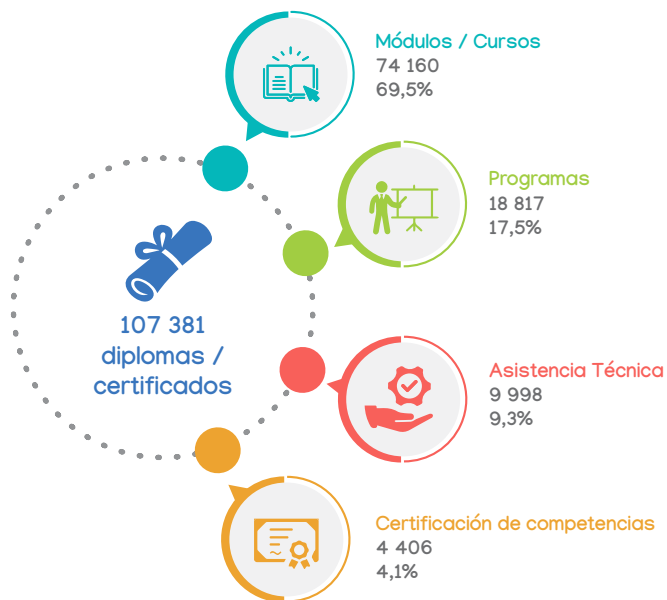 Módulos / Cursos
74 160
69,5%
Programas
18 817
17,5%
107 381
diplomas /
certificados
Asistencia Técnica
9 998
9,3%
Certificación de competencias
4 406
4,1%